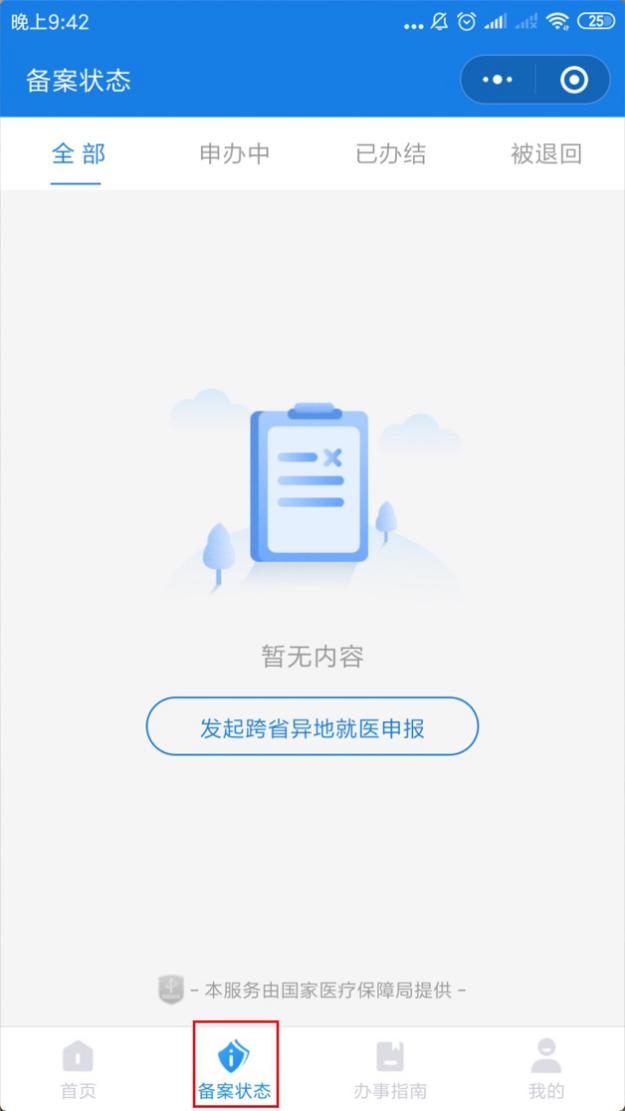 晚上9:42
25
备案状态
全部
申办中
已办结
被退回
暂无内容
发起跨省异地就医申报
- 本服务由国家医疗保障局提供 -
首页
备案状态
办事指南
我的